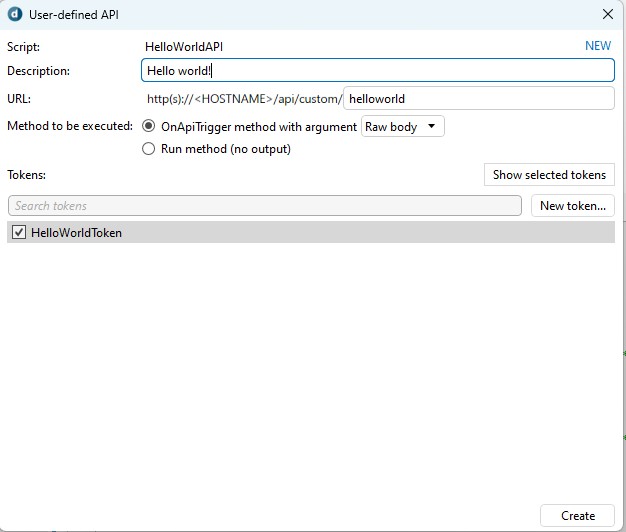 User-defined API
Script: HelloWorldAPI NEW
Description: Hello world!
URL: http(s)://<HOSTNAME>/api/custom/ helloworld
Method to be executed: OnApiTrigger method with argument Raw body
Run method (no output)
Tokens: Show selected tokens
Search tokens New token...
HelloWorldToken
Create